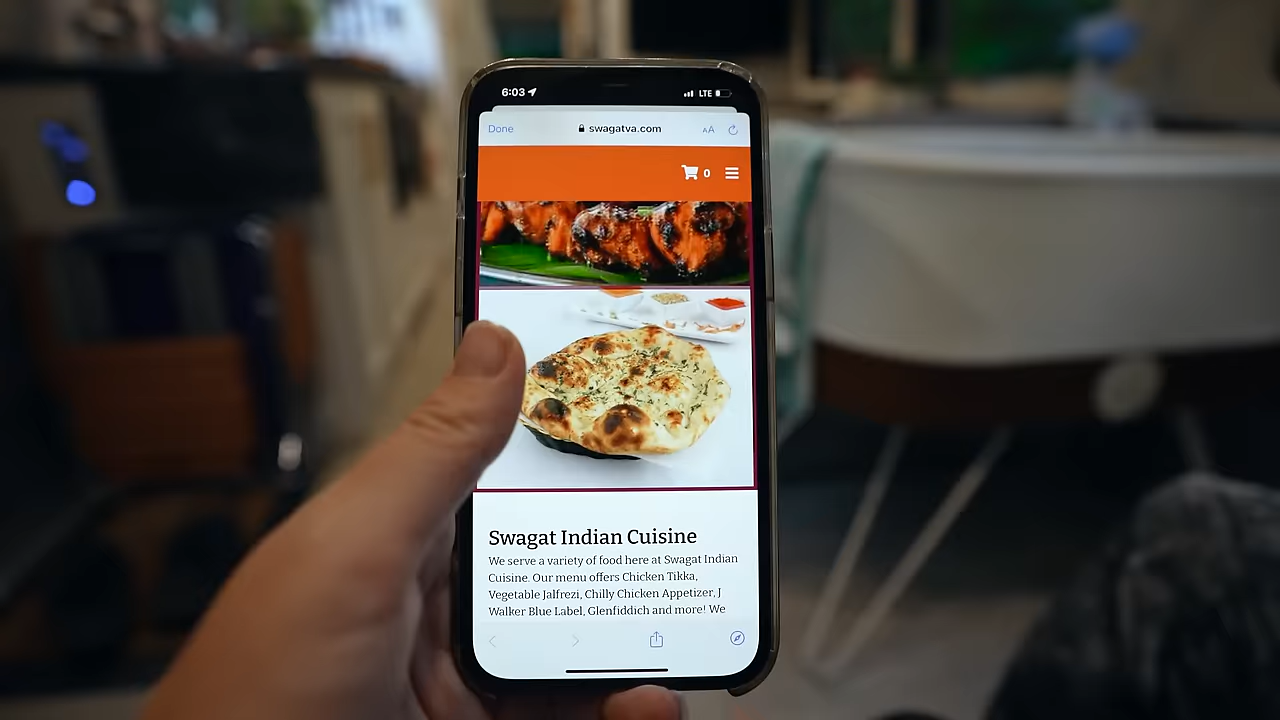 6:03 LTE
Done swagatva.com AA
0
Swagat Indian Cuisine
We serve a variety of food here at Swagat Indian
Cuisine. Our menu offers Chicken Tikka,
Vegetable Jalfrezi, Chilly Chicken Appetizer, J
Walker Blue Label, Glenfiddich and more! We